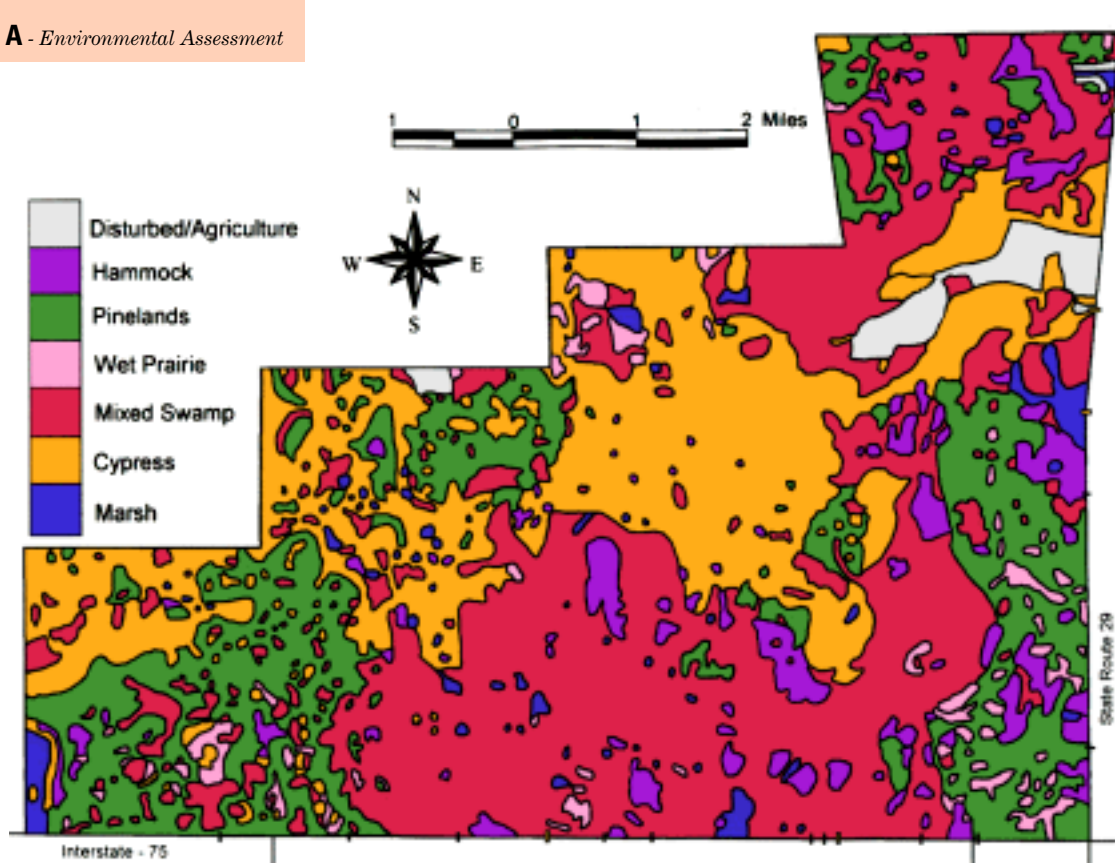 A - Environmental Assessment
1 0 1 2 Miles
N
W E
S
Disturbed/Agriculture
Hammock
Pinelands
Wet Prairie
Mixed Swamp
Cypress
Marsh
State Route 29
Interstate - 75